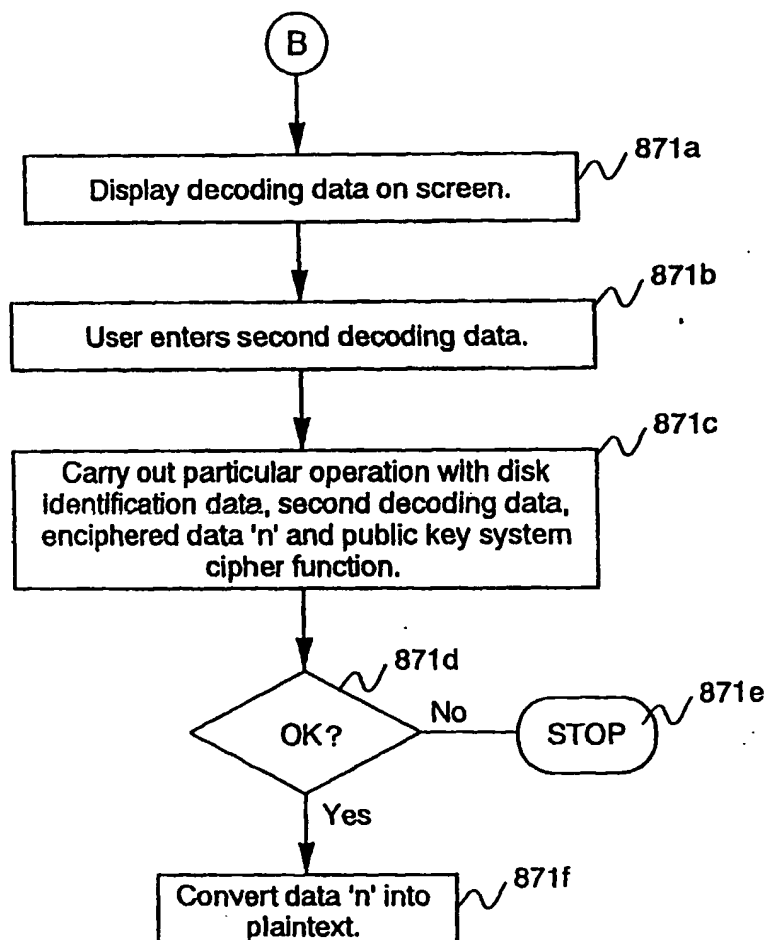 B
871a
Display decoding data on screen.
871b
User enters second decoding data.
871c
Carry out particular operation with disk
identification data, second decoding data,
enciphered data 'n' and public key system
cipher function.
871d
OK?
No
871e
STOP
Yes
871f
Convert data 'n' into
plaintext.